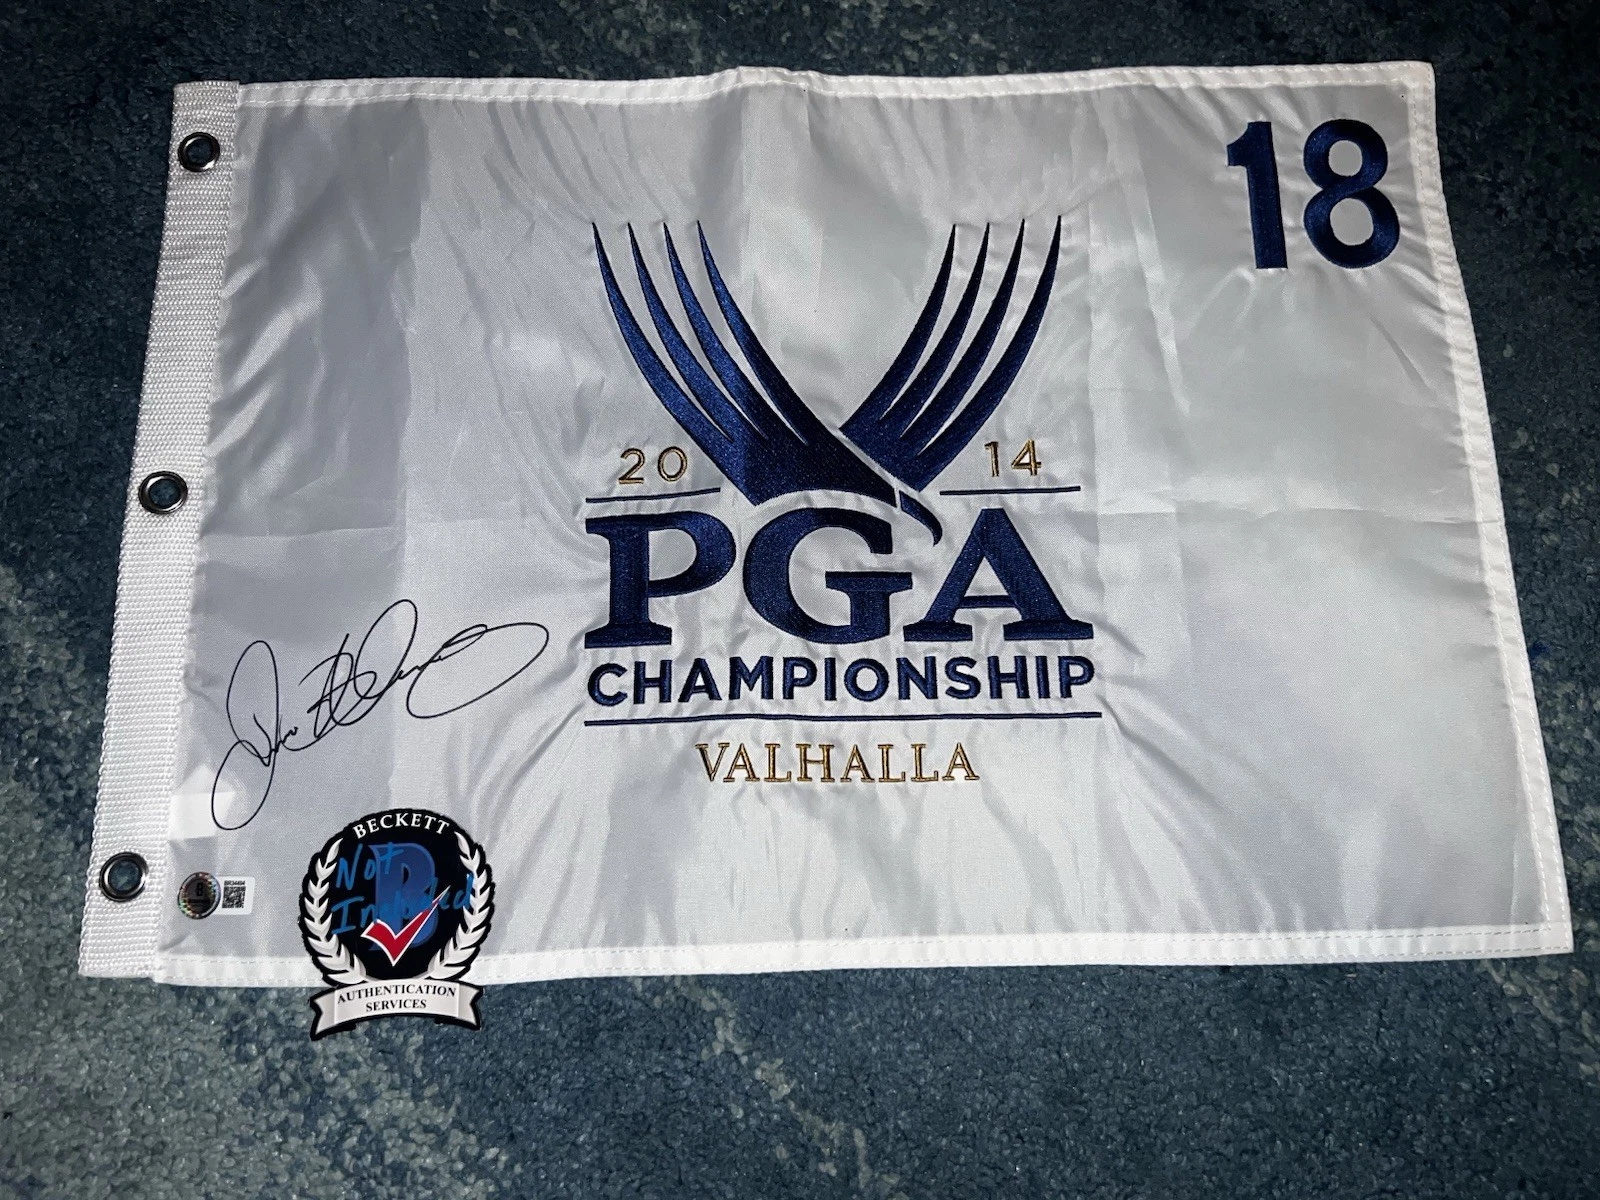 18
20 14
PGA
CHAMPIONSHIP
VALHALLA
BECKETT
B
Not
Included
AUTHENTICATION
SERVICES